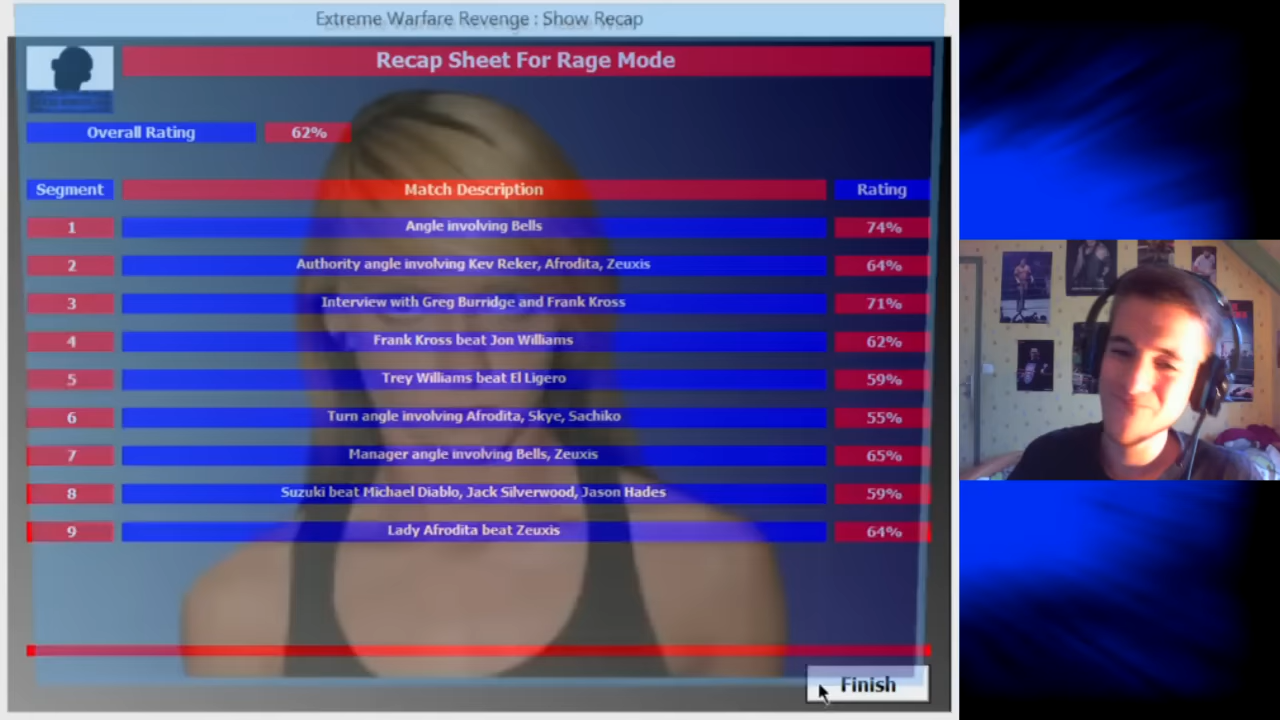 Extreme Warfare Revenge : Show Recap
Recap Sheet For Rage Mode
Overall Rating 62%
Segment Match Description Rating
1 Angle involving Bells 74%
2 Authority angle involving Kev Reker, Afrodita, Zeuxis 64%
3 Interview with Greg Burridge and Frank Kross 71%
4 Frank Kross beat Jon Williams 62%
5 Trey Williams beat El Ligero 59%
6 Turn angle involving Afrodita, Skye, Sachiko 55%
7 Manager angle involving Bells, Zeuxis 65%
8 Suzuki beat Michael Diablo, Jack Silverwood, Jason Hades 59%
9 Lady Afrodita beat Zeuxis 64%
Finish